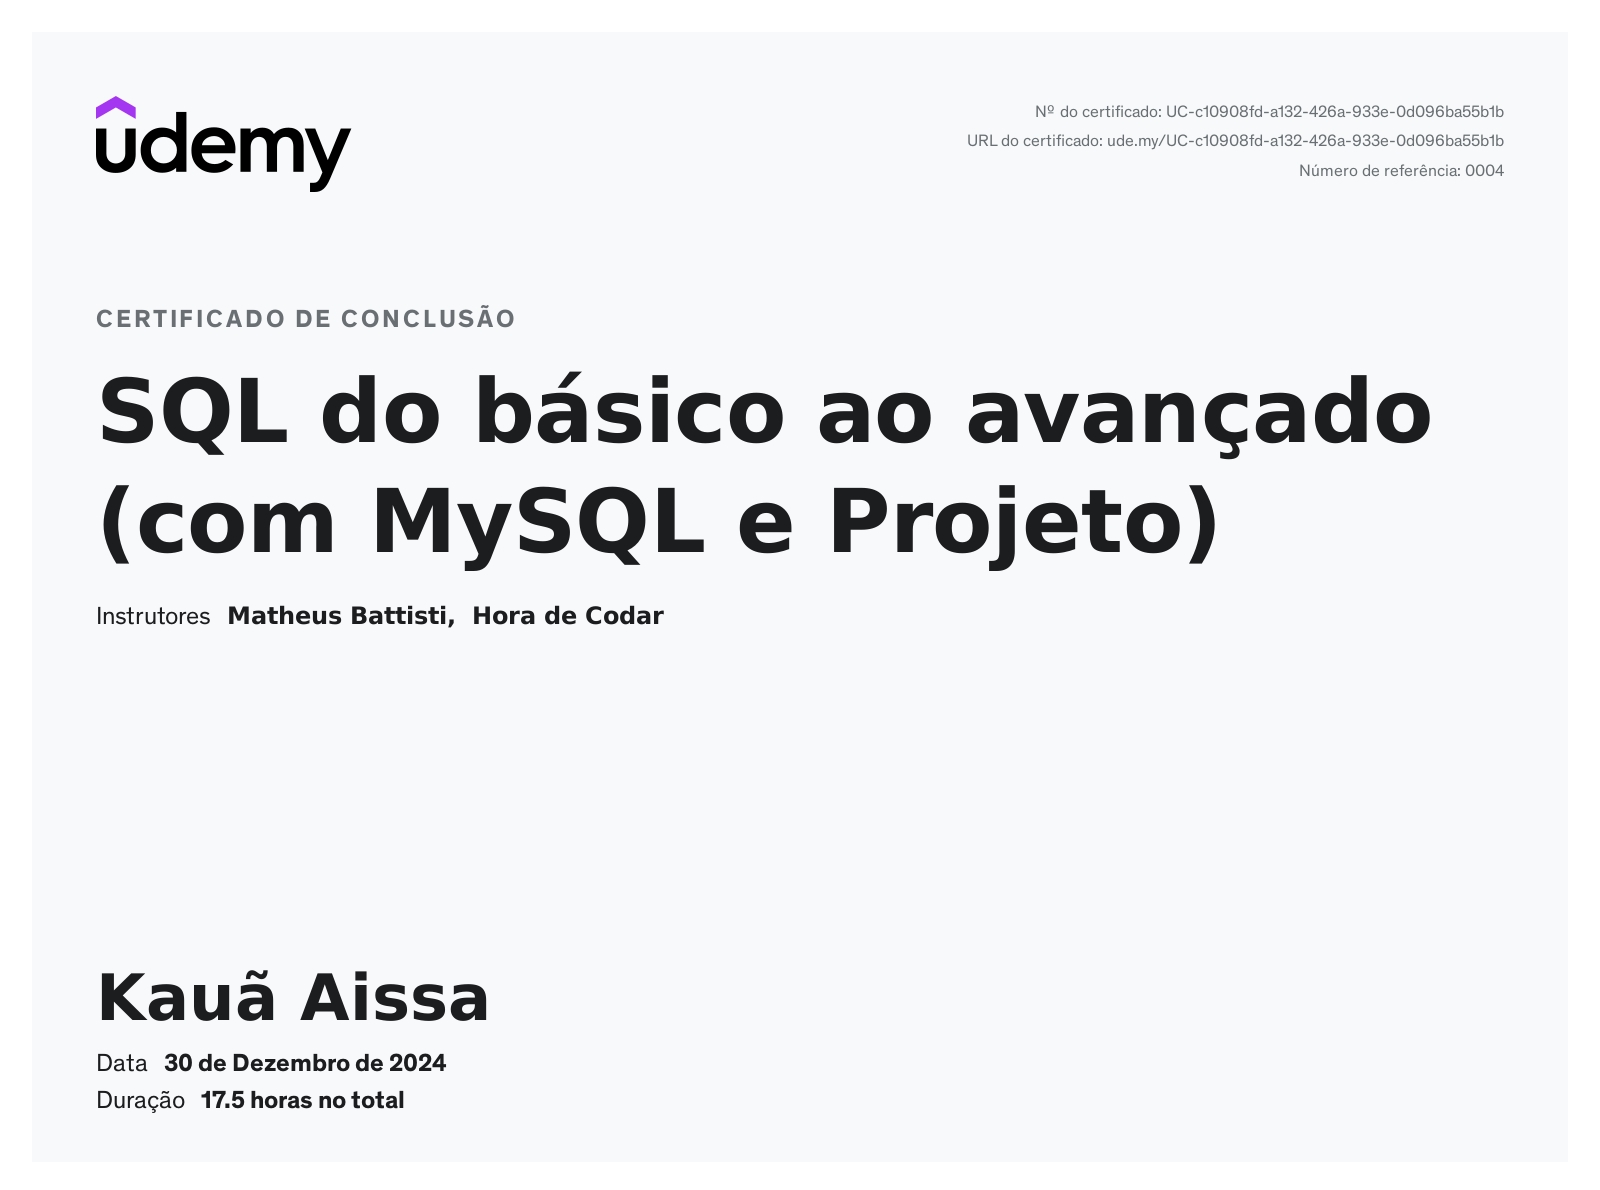 udemy
Nº do certificado: UC-c10908fd-a132-426a-933e-0d096ba55b1b
URL do certificado: ude.my/UC-c10908fd-a132-426a-933e-0d096ba55b1b
Número de referência: 0004
CERTIFICADO DE CONCLUSÃO
SQL do básico ao avançado
(com MySQL e Projeto)
Instrutores Matheus Battisti, Hora de Codar
Kauã Aissa
Data 30 de Dezembro de 2024
Duração 17.5 horas no total